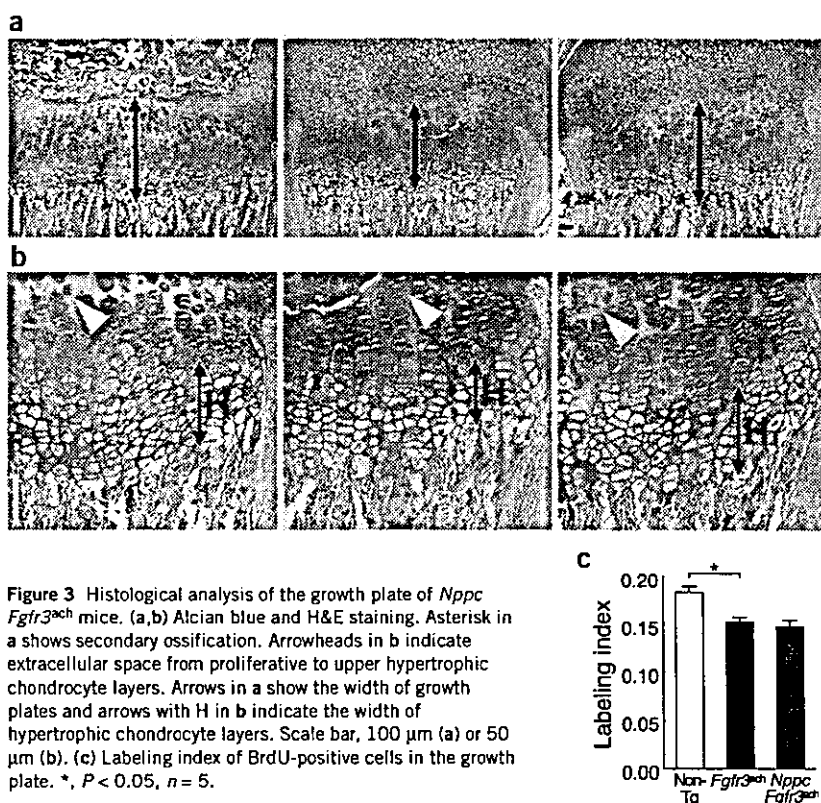 a
b
H
H
H
Figure 3 Histological analysis of the growth plate of Nppc
Fgfr3ach mice. (a,b) Alcian blue and H&E staining. Asterisk in
a shows secondary ossification. Arrowheads in b indicate
extracellular space from proliferative to upper hypertrophic
chondrocyte layers. Arrows in a show the width of growth
plates and arrows with H in b indicate the width of
hypertrophic chondrocyte layers. Scale bar, 100 μm (a) or 50
μm (b). (c) Labeling index of BrdU-positive cells in the growth
plate. *, P < 0.05, n = 5.
c
*
Labeling index
0.20
0.15
0.10
0.05
0.00
Non-Tg
Fgfr3ach
Nppc
Fgfr3ach